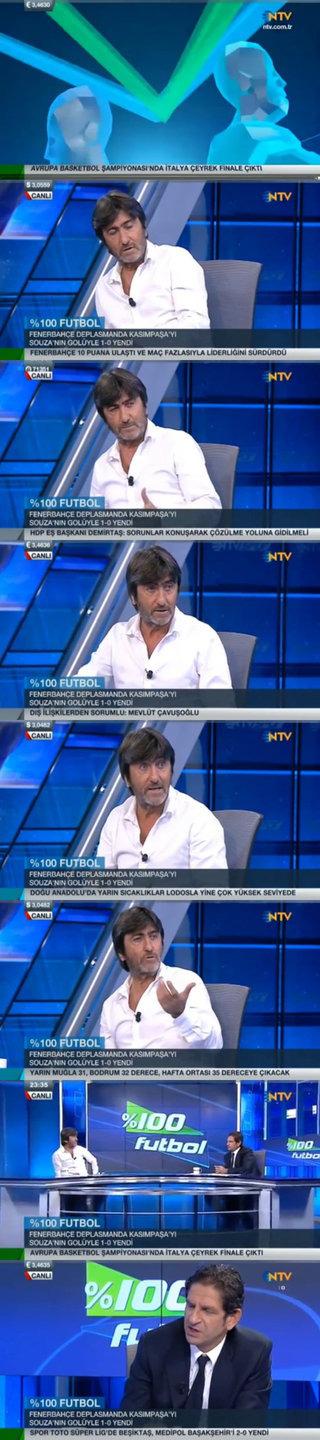 € 3,4630
NTV
ntv.com.tr
AVRUPA BASKETBOL ŞAMPİYONASI'NDA İTALYA ÇEYREK FİNALE ÇIKTI
$ 3,0559
CANLI
NTV
%100 FUTBOL
FENERBAHÇE DEPLASMANDA KASIMPAŞA'YI
SOUZA'NIN GOLÜYLE 1-0 YENDİ
FENERBAHÇE 10 PUANA ULAŞTI VE MAÇ FAZLASIYLA LİDERLİĞİNİ SÜRDÜRDÜ
71351
CANLI
NTV
%100 FUTBOL
FENERBAHÇE DEPLASMANDA KASIMPAŞA'YI
SOUZA'NIN GOLÜYLE 1-0 YENDİ
HDP EŞ BAŞKANI DEMİRTAŞ: SORUNLAR KONUŞARAK ÇÖZÜLME YOLUNA GİDİLMELİ
CANLI
NTV
%100 FUTBOL
FENERBAHÇE DEPLASMANDA KASIMPAŞA'YI
SOUZA'NIN GOLÜYLE 1-0 YENDİ
DIŞ İLİŞKİLERDEN SORUMLU: MEVLÜT ÇAVUŞOĞLU
$ 3,0482
CANLI
NTV
%100 FUTBOL
FENERBAHÇE DEPLASMANDA KASIMPAŞA'YI
SOUZA'NIN GOLÜYLE 1-0 YENDİ
DOĞU ANADOLU'DA YARIN SICAKLIKLAR LODOSLA YİNE ÇOK YÜKSEK SEVİYEDE
$ 3,0482
CANLI
NTV
%100 FUTBOL
FENERBAHÇE DEPLASMANDA KASIMPAŞA'YI
SOUZA'NIN GOLÜYLE 1-0 YENDİ
YARIN MUĞLA 31, BODRUM 32 DERECE, HAFTA ORTASI 35 DERECEYE ÇIKACAK
23:35
CANLI
NTV
%100
futbol
%100
futbol
%100 FUTBOL
FENERBAHÇE DEPLASMANDA KASIMPAŞA'YI
SOUZA'NIN GOLÜYLE 1-0 YENDİ
AVRUPA BASKETBOL ŞAMPİYONASI'NDA İTALYA ÇEYREK FİNALE ÇIKTI
€ 3,4635
CANLI
NTV
%100 FUTBOL
FENERBAHÇE DEPLASMANDA KASIMPAŞA'YI
SOUZA'NIN GOLÜYLE 1-0 YENDİ
SPOR TOTO SÜPER LİG'DE BEŞİKTAŞ, MEDİPOL BAŞAKŞEHİR'İ 2-0 YENDİ